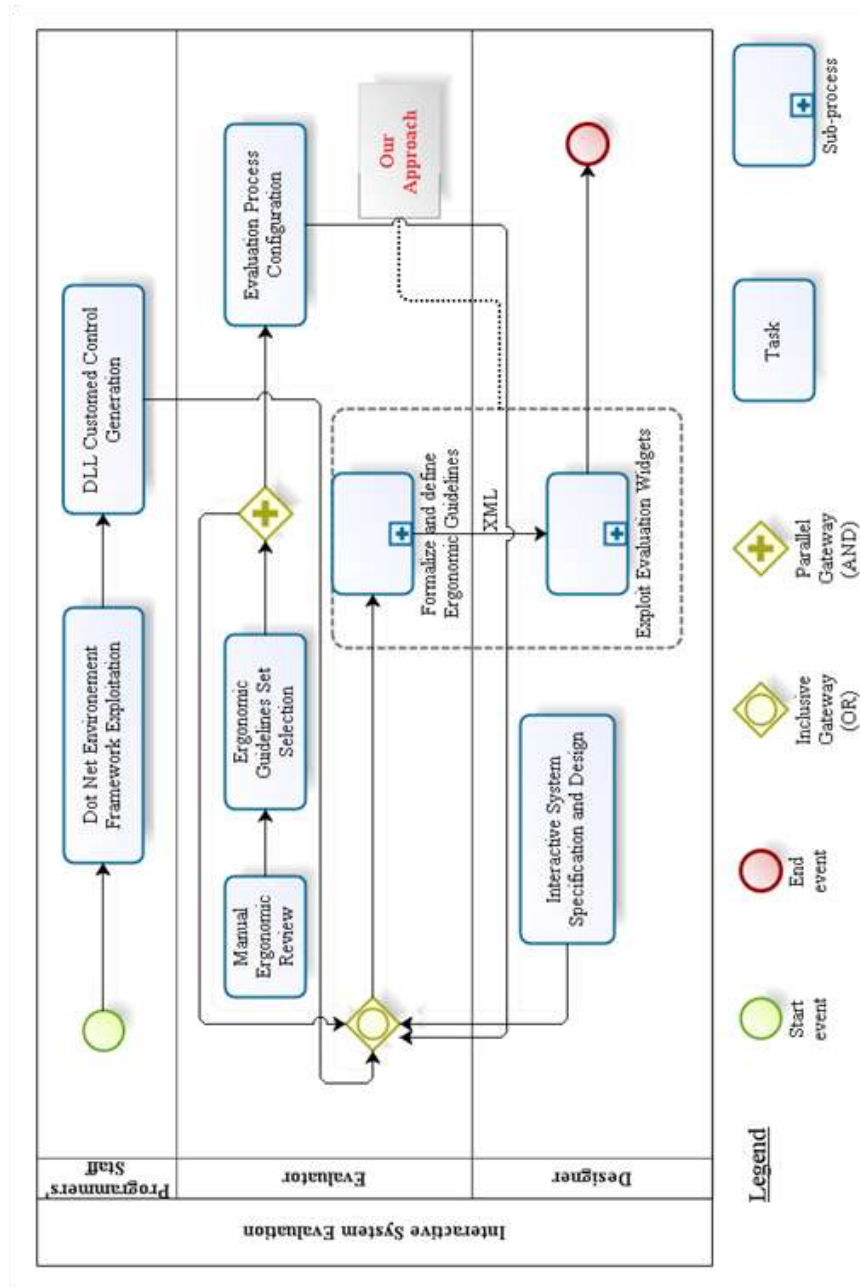 Interactive System Evaluation
Programmers'
Staff
Evaluator
Designer
Dot Net Environement
Framework Exploitation
DLL Customed Control
Generation
Manual
Ergonomic
Review
Ergonomic
Guidelines Set
Selection
Evaluation Process
Configuration
Our
Approach
Formalize and define
Ergonomic Guidelines
XML
Interactive System
Specification and Design
Exploit Evaluation Widgets
Legend
Start
event
End
event
Inclusive
Gateway
(OR)
Parallel
Gateway
(AND)
Task
Sub-process